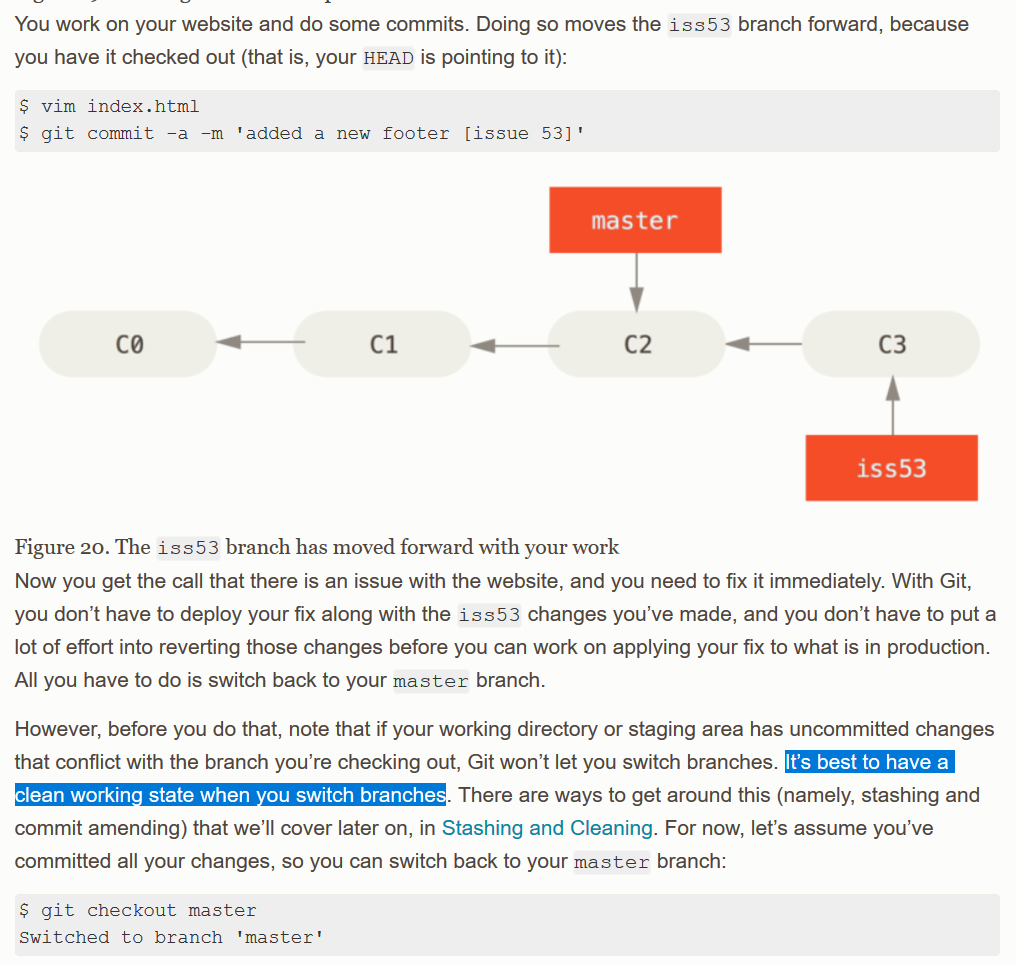 You work on your website and do some commits. Doing so moves the iss53 branch forward, because
you have it checked out (that is, your HEAD is pointing to it):
$ vim index.html
$ git commit -a -m 'added a new footer [issue 53]'
master
C0
C1
C2
C3
iss53
Figure 20. The iss53 branch has moved forward with your work
Now you get the call that there is an issue with the website, and you need to fix it immediately. With Git,
you don’t have to deploy your fix along with the iss53 changes you’ve made, and you don’t have to put a
lot of effort into reverting those changes before you can work on applying your fix to what is in production.
All you have to do is switch back to your master branch.
However, before you do that, note that if your working directory or staging area has uncommitted changes
that conflict with the branch you’re checking out, Git won’t let you switch branches. It’s best to have a
clean working state when you switch branches. There are ways to get around this (namely, stashing and
commit amending) that we’ll cover later on, in Stashing and Cleaning. For now, let’s assume you’ve
committed all your changes, so you can switch back to your master branch:
$ git checkout master
Switched to branch 'master'